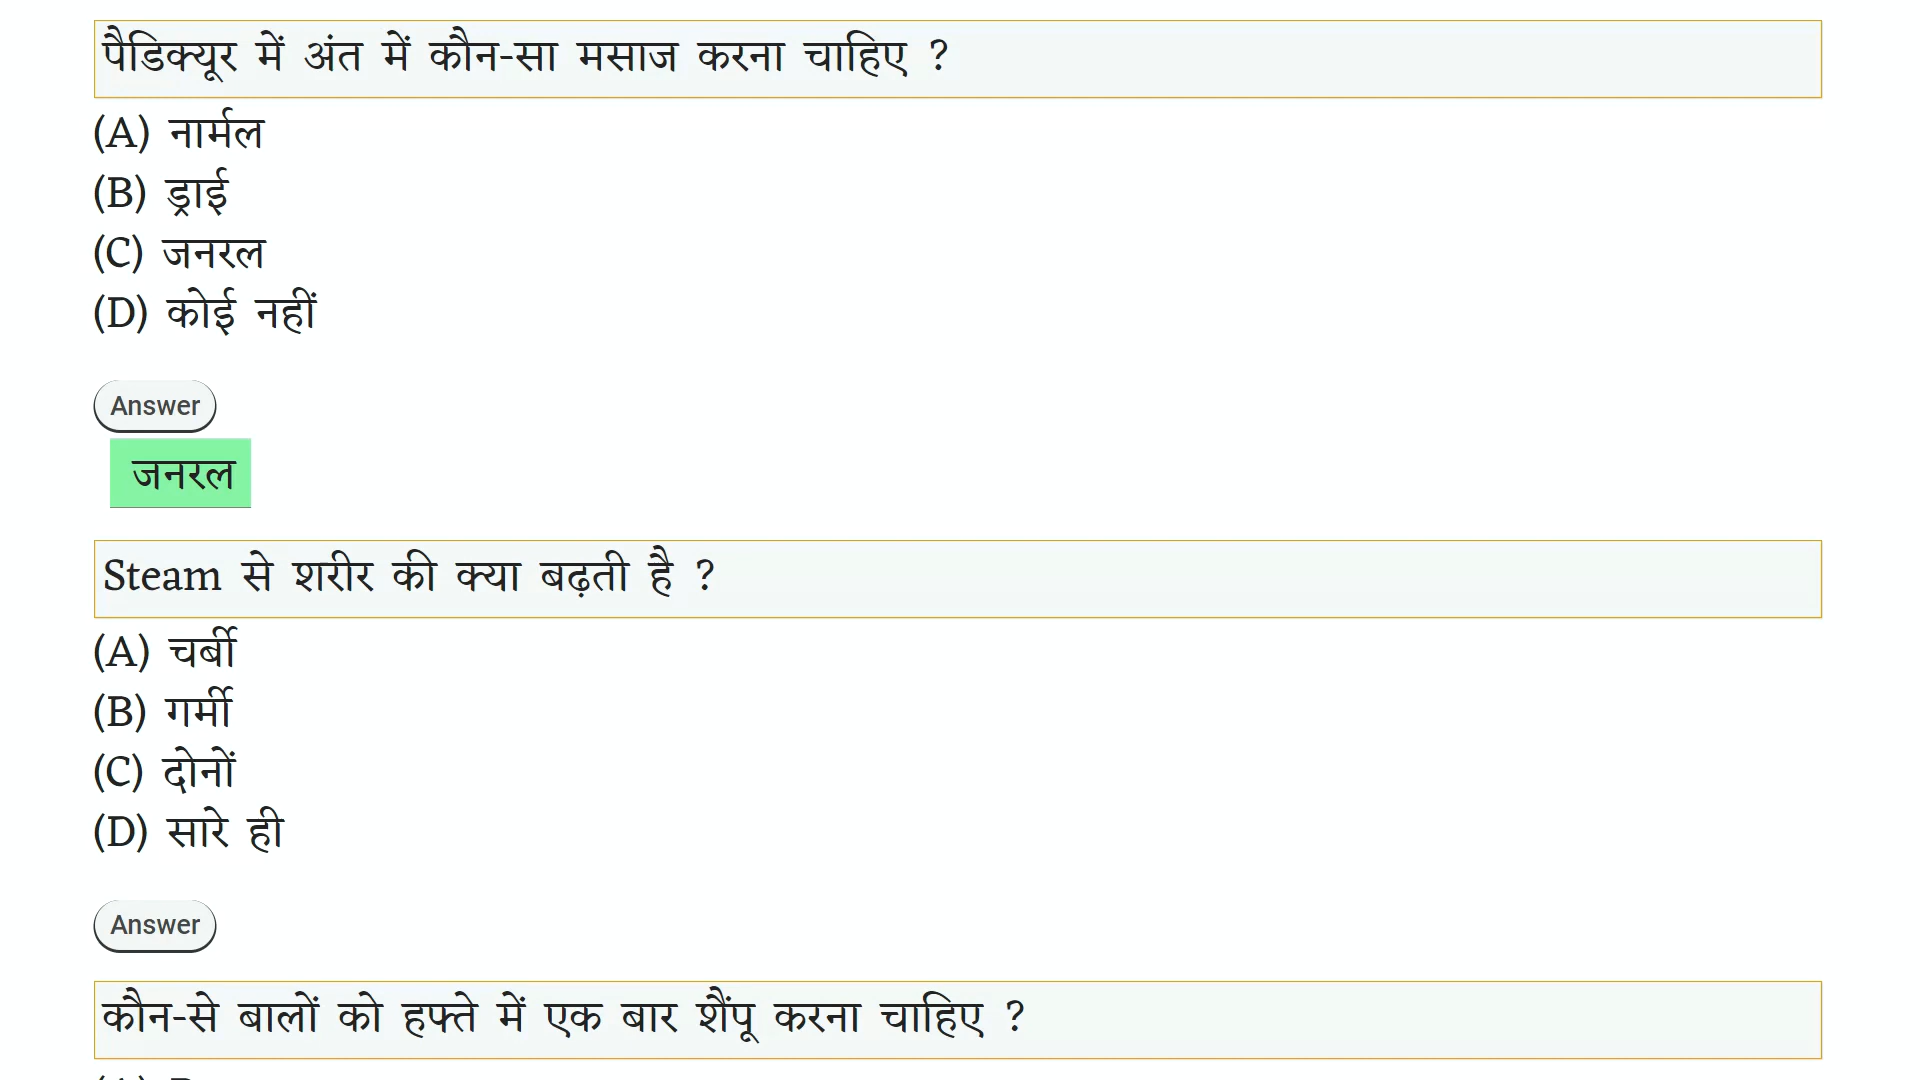 पैडिक्यूर में अंत में कौन-सा मसाज करना चाहिए ?
(A) नार्मल
(B) ड्राई
(C) जनरल
(D) कोई नहीं
Answer
जनरल
Steam से शरीर की क्या बढ़ती है ?
(A) चर्बी
(B) गर्मी
(C) दोनों
(D) सारे ही
Answer
कौन-से बालों को हफ्ते में एक बार शैंपू करना चाहिए ?